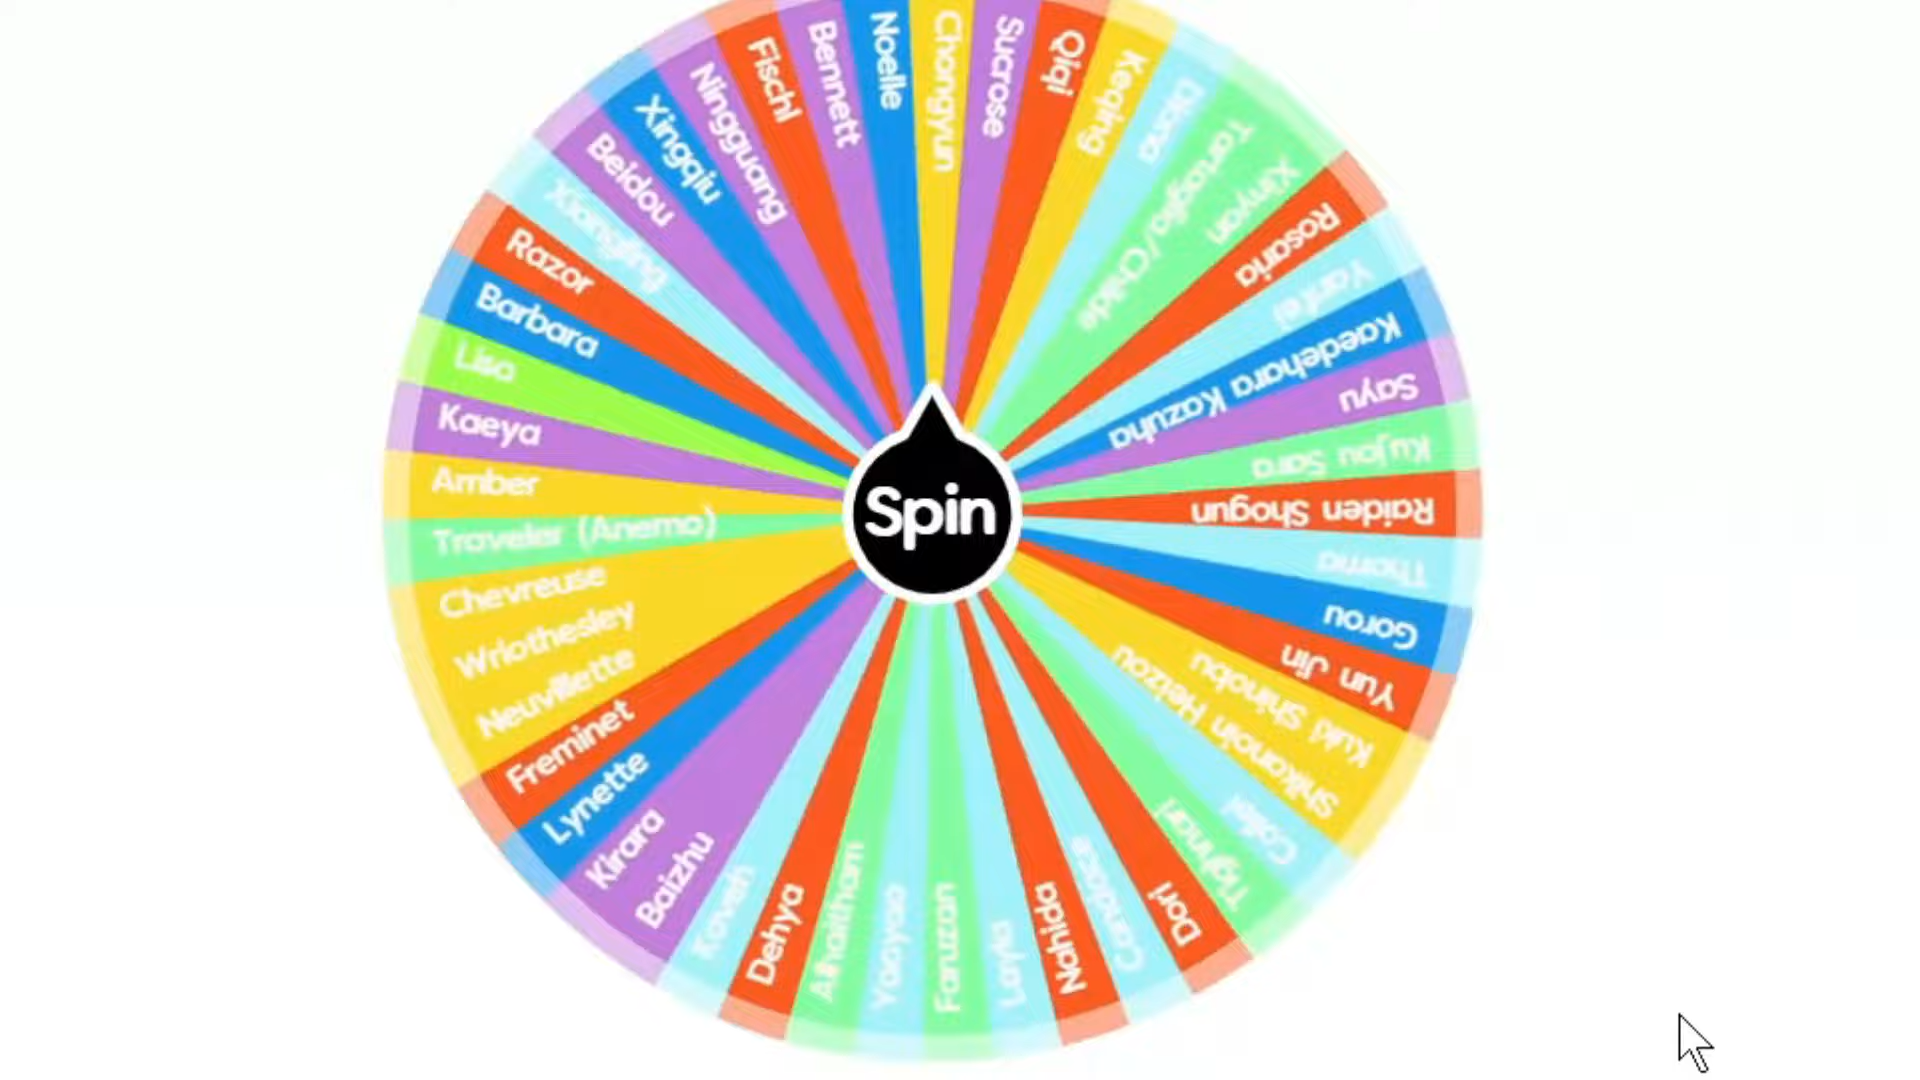 Noelle
Chongyun
Sucrose
Qiqi
Keqing
Diona
Tartaglia/Childe
Xinyan
Rosaria
Yanfei
Kaedehara Kazuha
Sayu
Kujou Sara
Raiden Shogun
Thoma
Gorou
Yun Jin
Kuki Shinobu
Shikanoin Heizou
Collei
Tighnari
Dori
Candace
Nahida
Layla
Faruzan
Yaoyao
Alhaitham
Dehya
Kaveh
Baizhu
Kirara
Lynette
Freminet
Neuvillette
Wriothesley
Chevreuse
Traveler (Anemo)
Amber
Kaeya
Lisa
Barbara
Razor
Xiangling
Beidou
Xingqiu
Ningguang
Fischl
Bennett
Spin